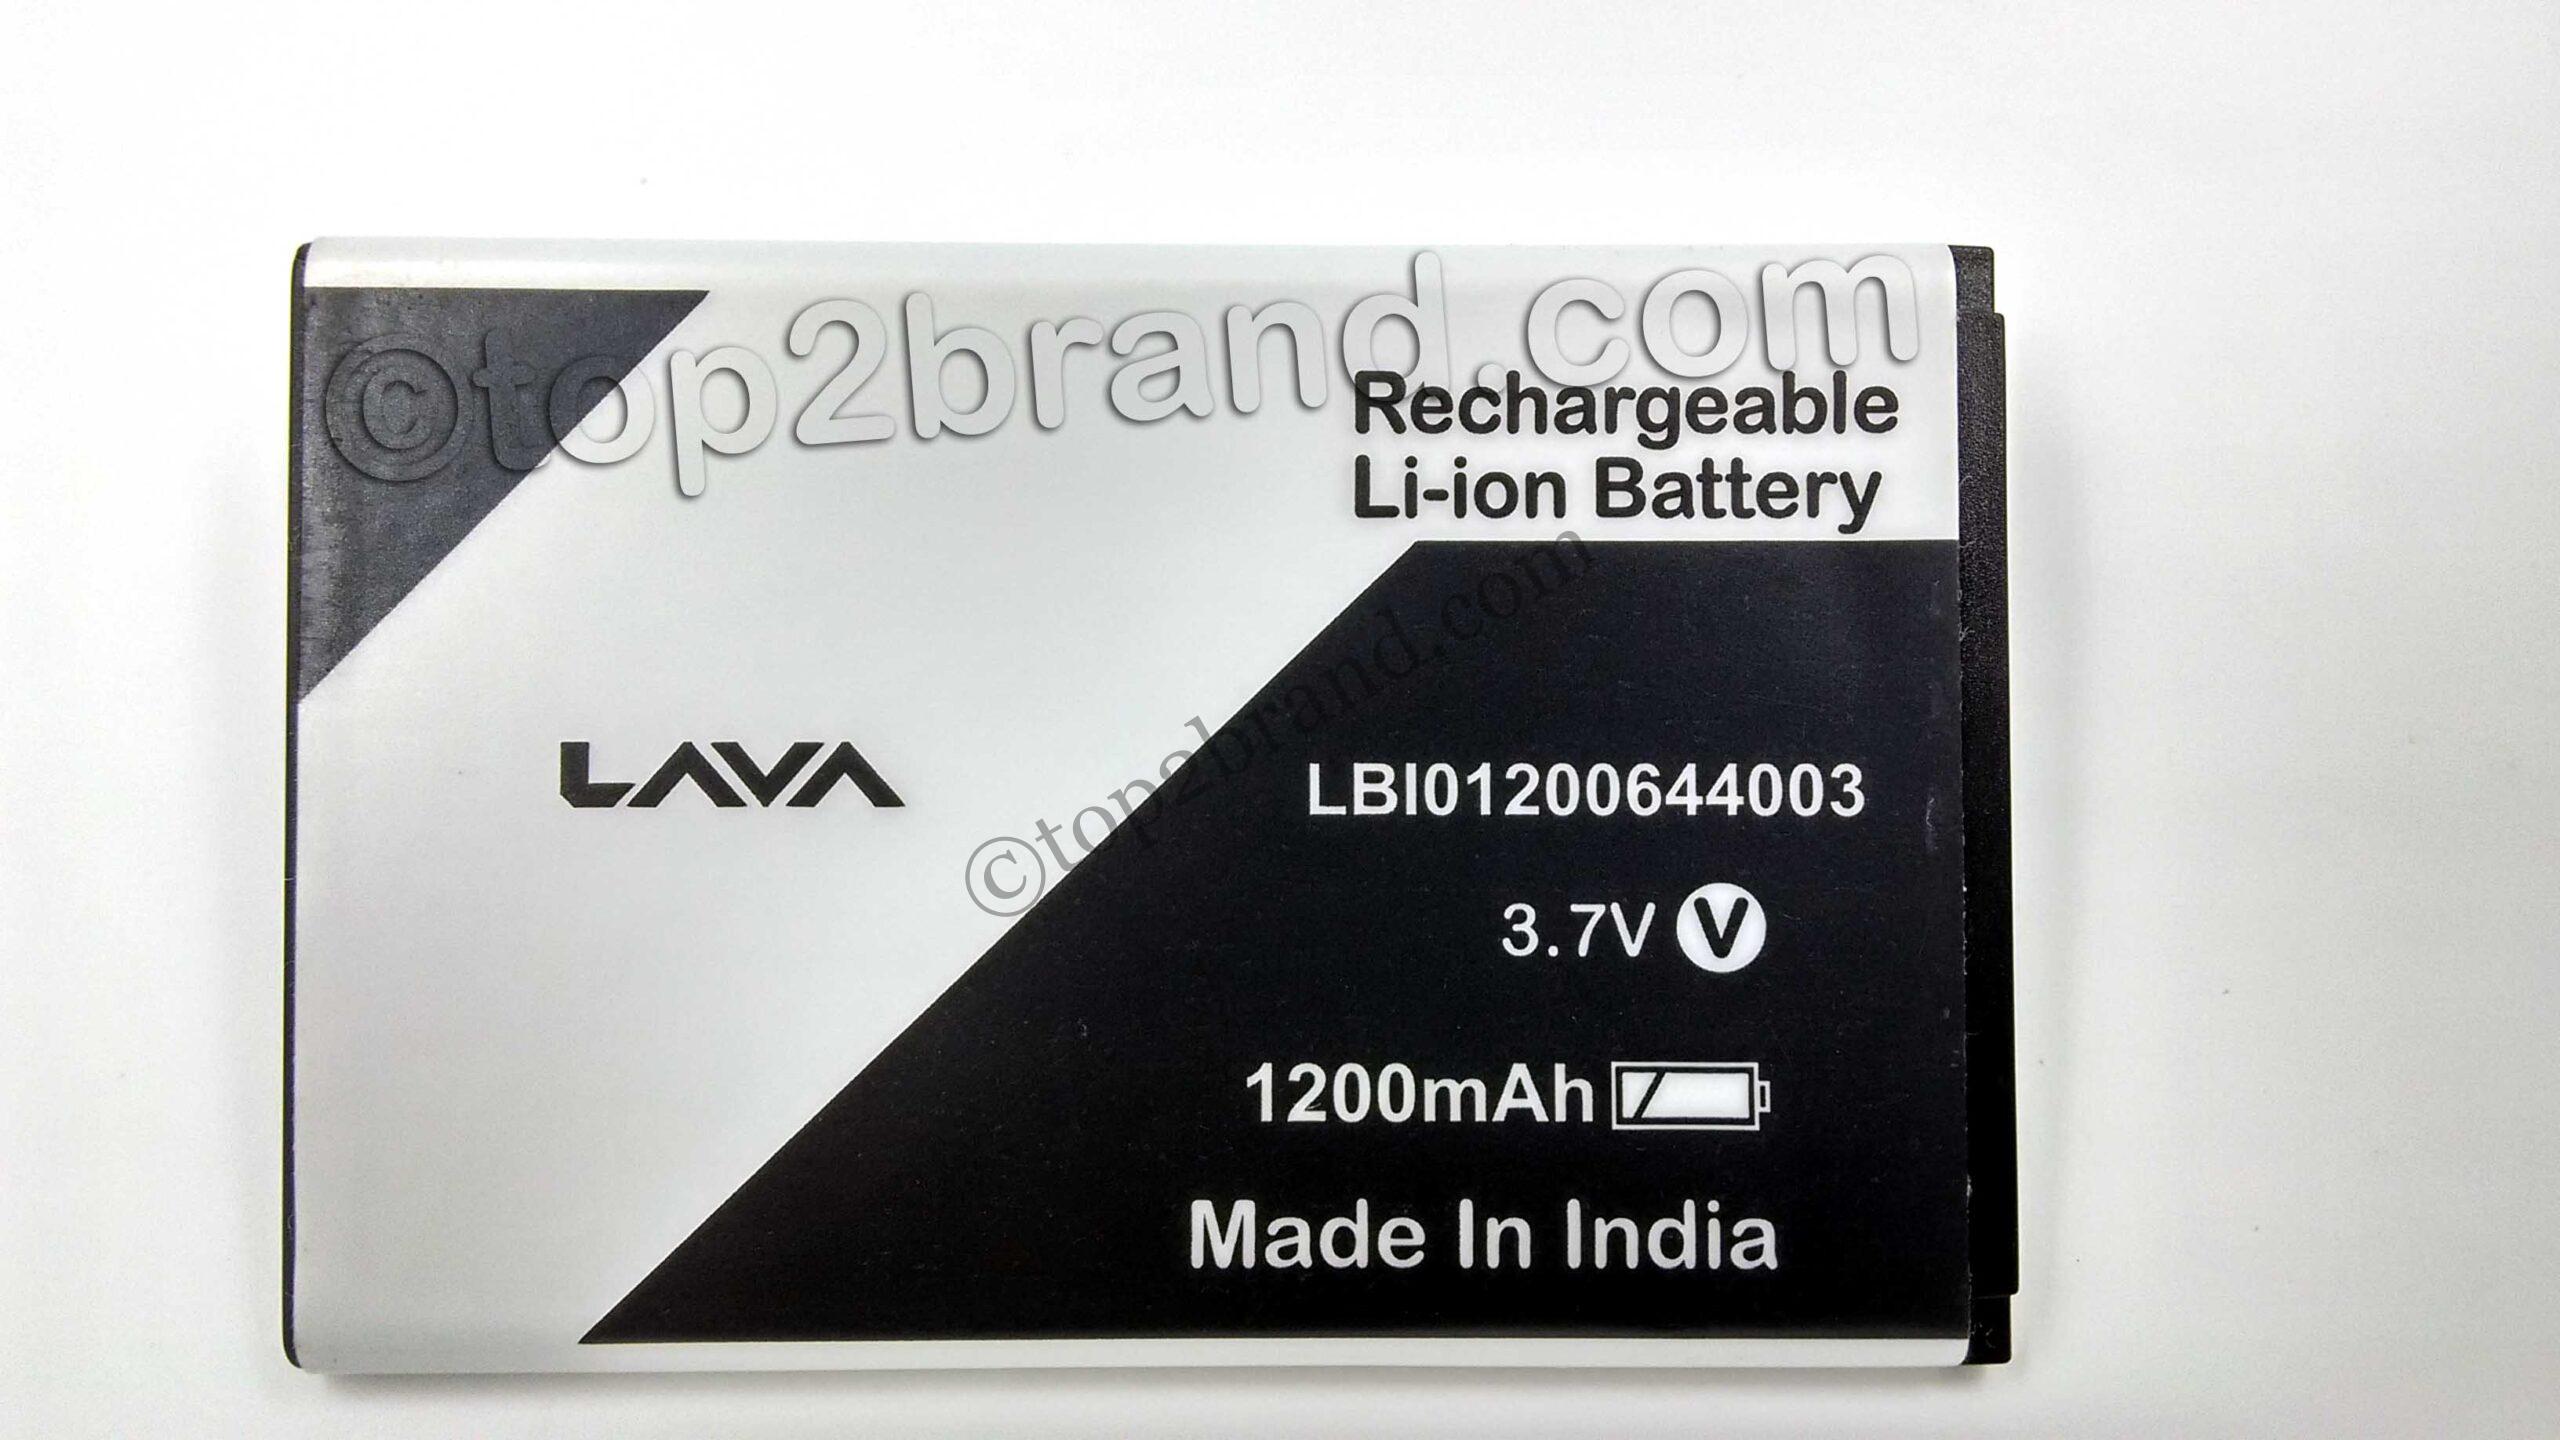 ©top2brand.com
Rechargeable
Li-ion Battery
©top2brand.com
LAVA
LBI01200644003
3.7V V
1200mAh
Made In India